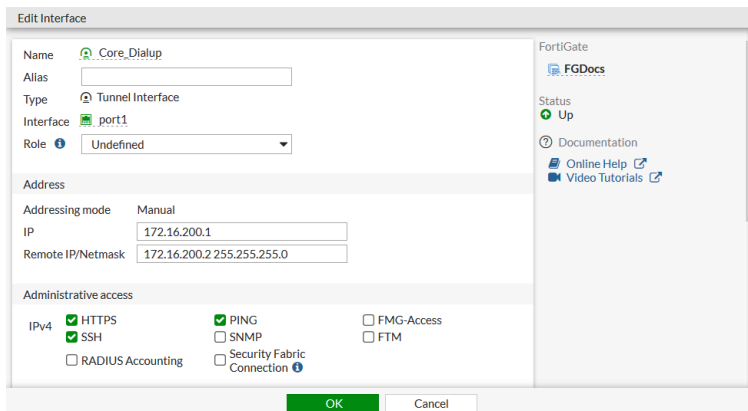 Edit Interface
Name Core_Dialup
Alias
Type Tunnel Interface
Interface port1
Role Undefined
Address
Addressing mode Manual
IP 172.16.200.1
Remote IP/Netmask 172.16.200.2 255.255.255.0
Administrative access
IPv4 HTTPS PING FMG-Access
SSH SNMP FTM
RADIUS Accounting Security Fabric
Connection
OK Cancel
FortiGate
FGDocs
Status
Up
Documentation
Online Help
Video Tutorials